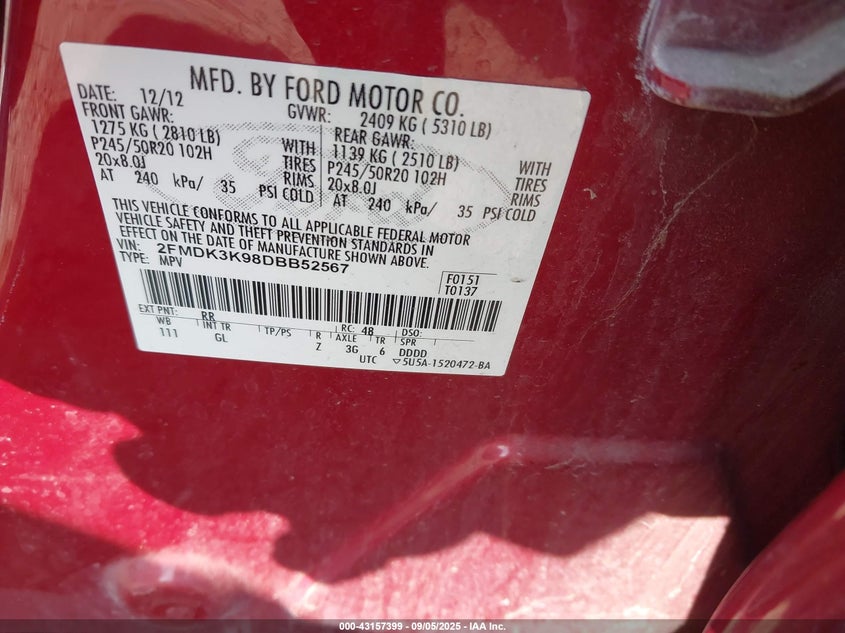 MFD. BY FORD MOTOR CO.
DATE: 12/12 GVWR: 2409 KG ( 5310 LB)
FRONT GAWR: REAR GAWR:
1275 KG ( 2810 LB) WITH 1139 KG ( 2510 LB) WITH
P245/50R20 102H TIRES P245/50R20 102H TIRES
20x8.0J RIMS 20x8.0J RIMS
AT 240 kPa/ 35 PSI COLD AT 240 kPa/ 35 PSI COLD
THIS VEHICLE CONFORMS TO ALL APPLICABLE FEDERAL MOTOR
VEHICLE SAFETY AND THEFT PREVENTION STANDARDS IN
EFFECT ON THE DATE OF MANUFACTURE SHOWN ABOVE.
VIN: 2FMDK3K98DBB52567
TYPE: MPV
F0151
T0137
EXT PNT: RR RC: 48 DSO:
WB INT TR TP/PS R AXLE TR SPR
111 GL Z 3G 6 DDDD
UTC ▽5U5A-1520472-BA
000-43157399 - 09/05/2025 - IAA Inc.